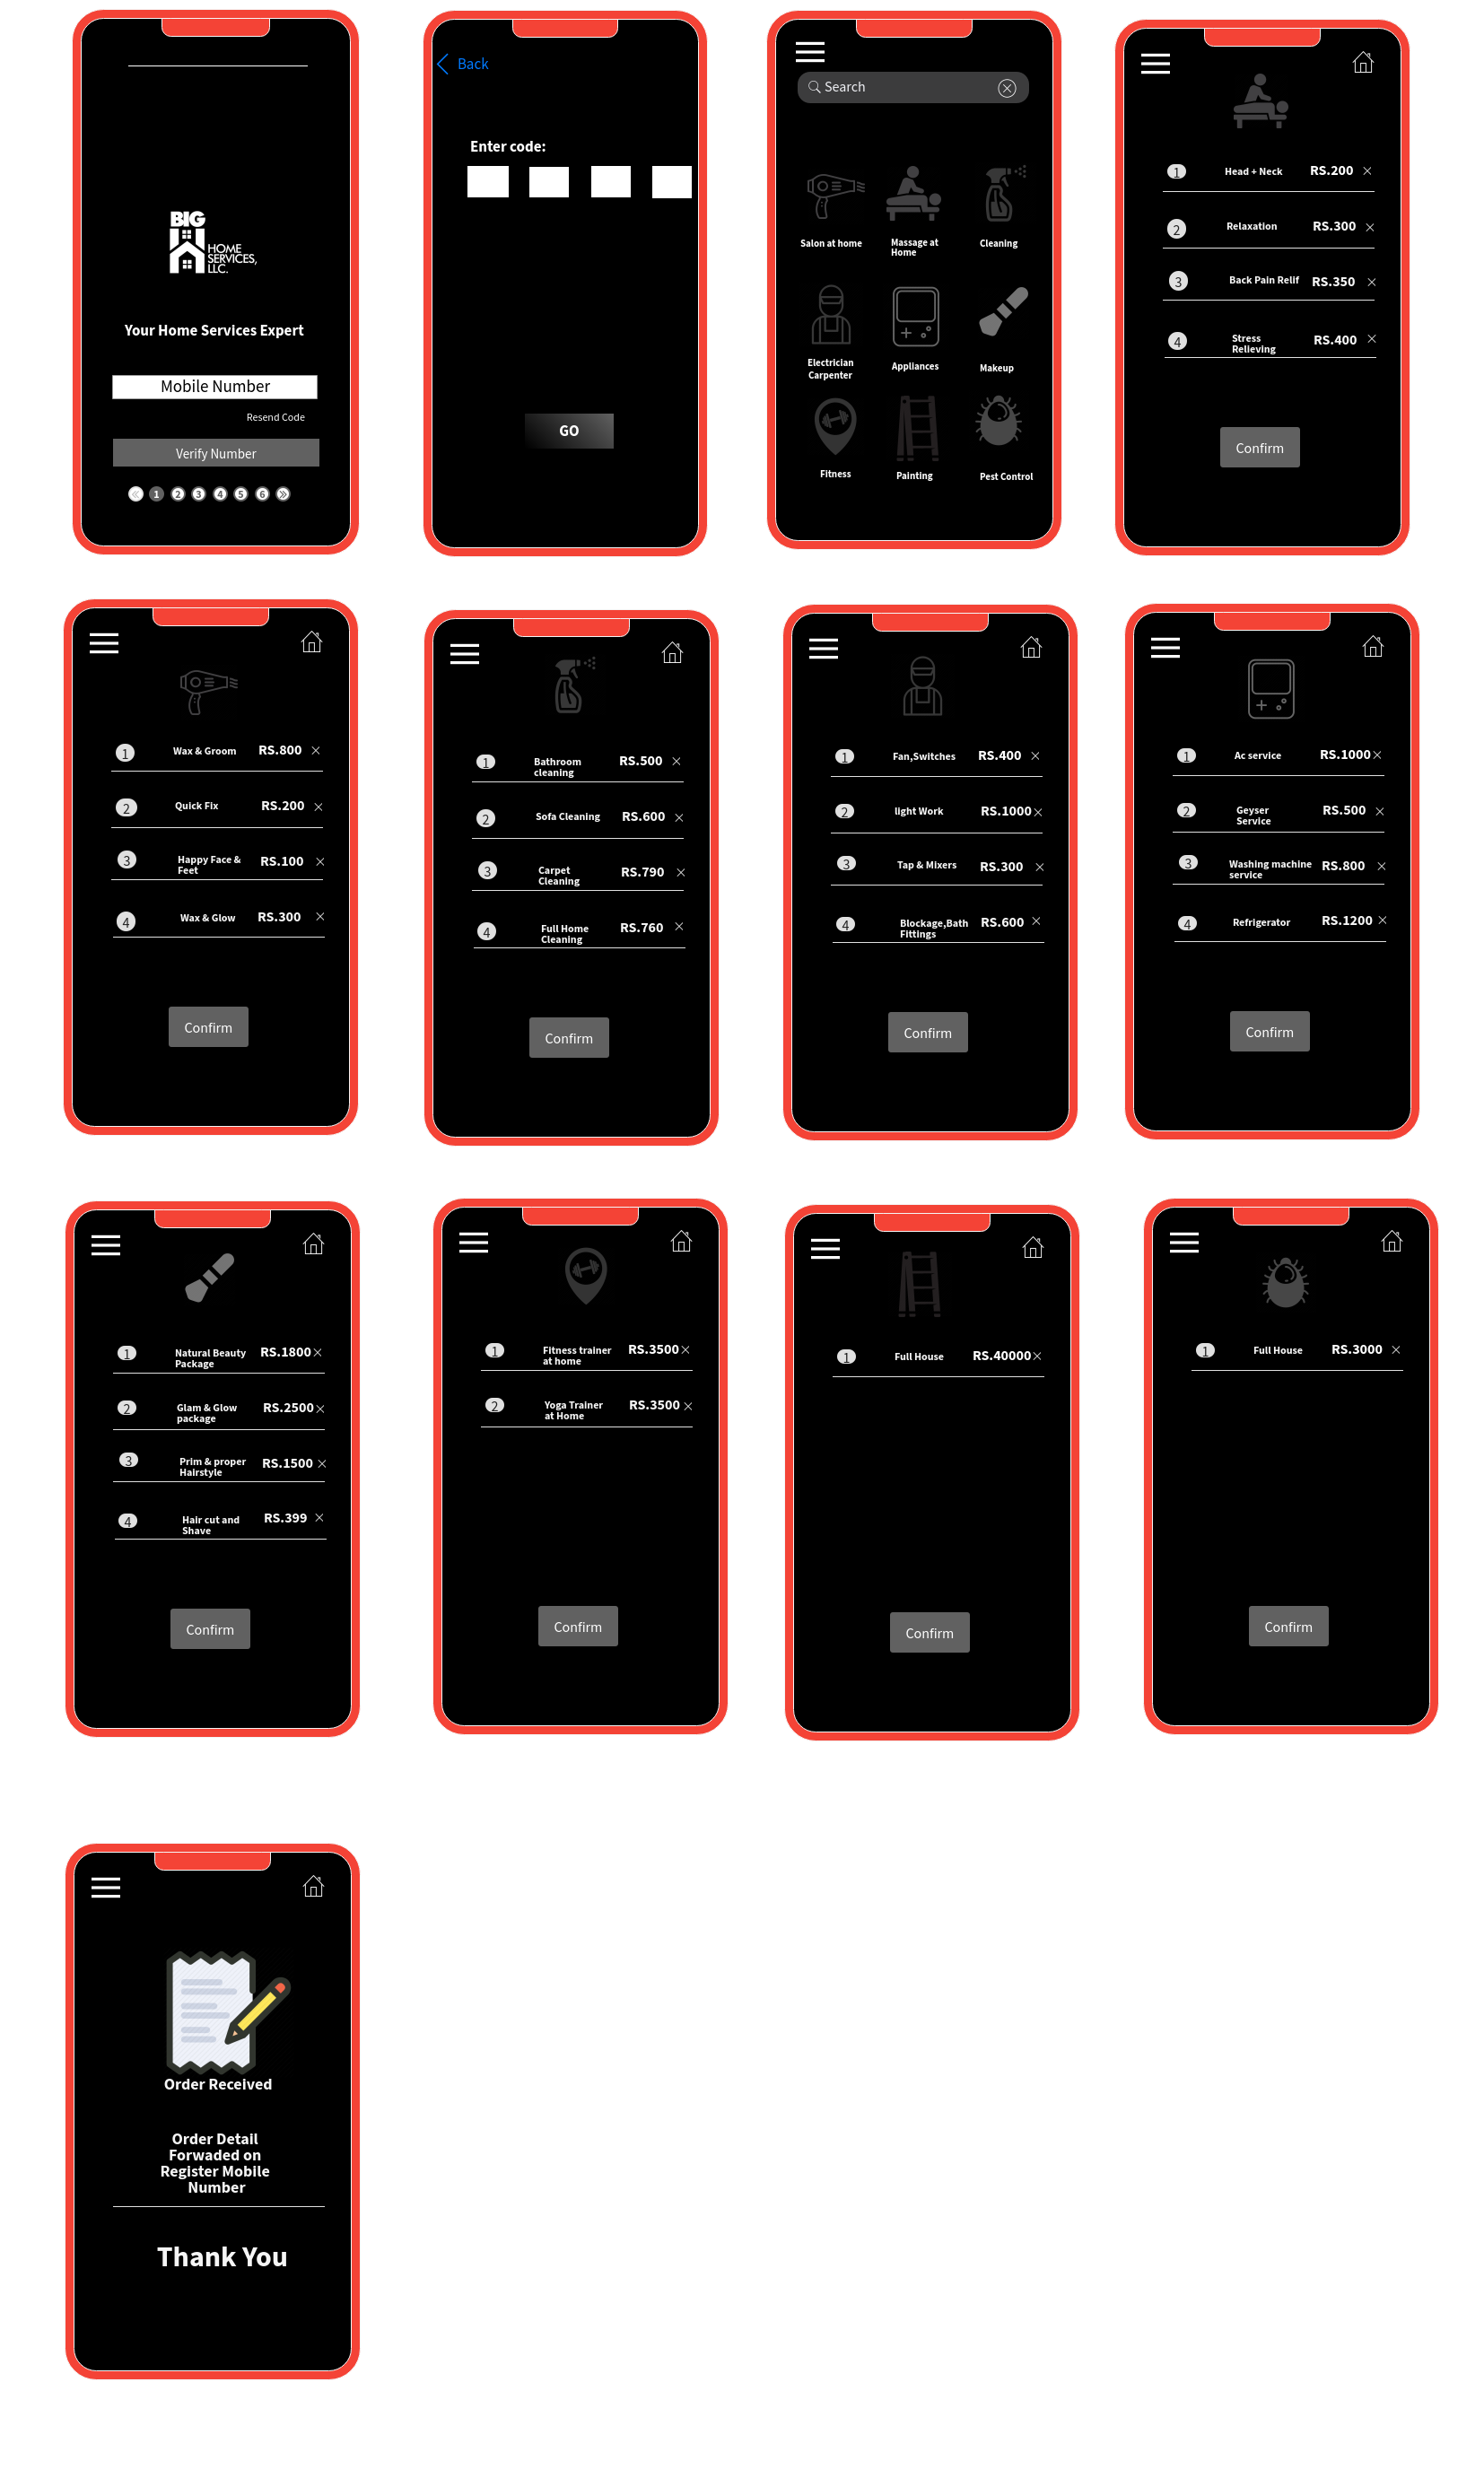 BIG
HOME
SERVICES,
LLC.
Your Home Services Expert
Mobile Number
Resend Code
Verify Number
« 1 2 3 4 5 6 »
Back
Enter code:
GO
Search
Salon at home
Massage at
Home
Cleaning
Electrician
Carpenter
Appliances
Makeup
Fitness
Painting
Pest Control
1 Head + Neck RS.200
2 Relaxation RS.300
3 Back Pain Relif RS.350
4 Stress
Relieving RS.400
Confirm
1 Wax & Groom RS.800
2 Quick Fix RS.200
3 Happy Face &
Feet RS.100
4 Wax & Glow RS.300
Confirm
1 Bathroom
cleaning RS.500
2 Sofa Cleaning RS.600
3 Carpet
Cleaning RS.790
4 Full Home
Cleaning RS.760
Confirm
1 Fan,Switches RS.400
2 light Work RS.1000
3 Tap & Mixers RS.300
4 Blockage,Bath
Fittings RS.600
Confirm
1 Ac service RS.1000
2 Geyser
Service RS.500
3 Washing machine
service RS.800
4 Refrigerator RS.1200
Confirm
1 Natural Beauty
Package RS.1800
2 Glam & Glow
package RS.2500
3 Prim & proper
Hairstyle RS.1500
4 Hair cut and
Shave RS.399
Confirm
1 Fitness trainer
at home RS.3500
2 Yoga Trainer
at Home RS.3500
Confirm
1 Full House RS.40000
Confirm
1 Full House RS.3000
Confirm
Order Received
Order Detail
Forwaded on
Register Mobile
Number
Thank You